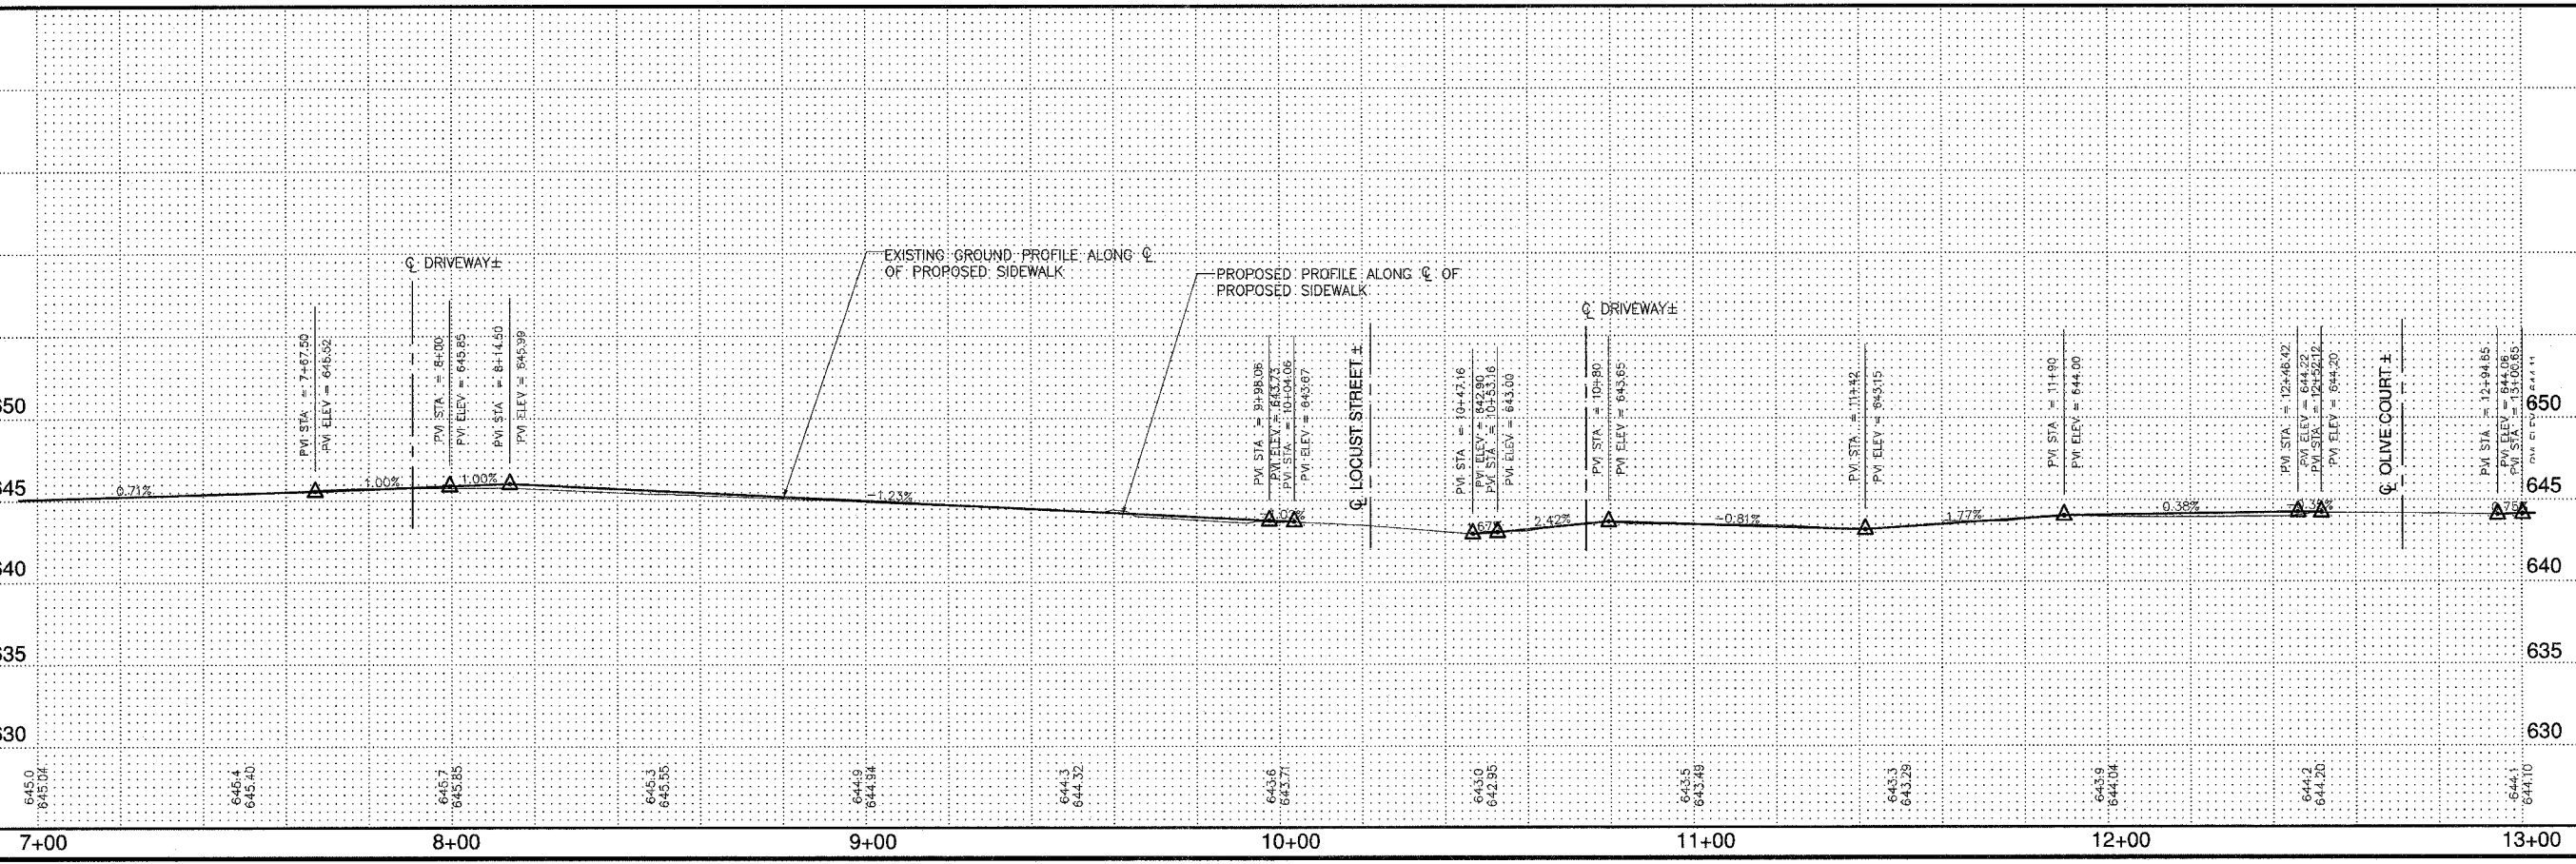 ℄ DRIVEWAY±
EXISTING GROUND PROFILE ALONG ℄
OF PROPOSED SIDEWALK
PROPOSED PROFILE ALONG ℄ OF
PROPOSED SIDEWALK
℄ DRIVEWAY±
PVI STA = 7+67.50
PVI ELEV = 645.52
PVI STA = 8+00
PVI ELEV = 645.85
PVI STA = 8+14.50
PVI ELEV = 645.99
PVI STA = 9+98.06
PVI ELEV = 643.73
PVI STA = 10+04.06
PVI ELEV = 643.67
℄ LOCUST STREET ±
PVI STA = 10+47.16
PVI ELEV = 642.90
PVI STA = 10+53.16
PVI ELEV = 643.00
PVI STA = 10+80
PVI ELEV = 643.65
PVI STA = 11+42
PVI ELEV = 643.15
PVI STA = 11+90
PVI ELEV = 644.00
PVI STA = 12+46.42
PVI ELEV = 644.22
PVI STA = 12+52.12
PVI ELEV = 644.20
℄ OLIVE COURT ±
PVI STA = 12+94.65
PVI ELEV = 644.06
PVI STA = 13+00.65
650
645
640
635
630
0.71%
1.00%
1.00%
-1.23%
2.42%
-0.81%
1.77%
0.38%
645.0
645.04
645.4
645.40
645.7
645.85
645.3
645.55
644.9
644.94
644.3
644.32
643.6
643.71
643.0
642.95
643.5
643.49
643.3
643.29
643.9
644.04
644.2
644.20
644.1
644.10
7+00 8+00 9+00 10+00 11+00 12+00 13+00